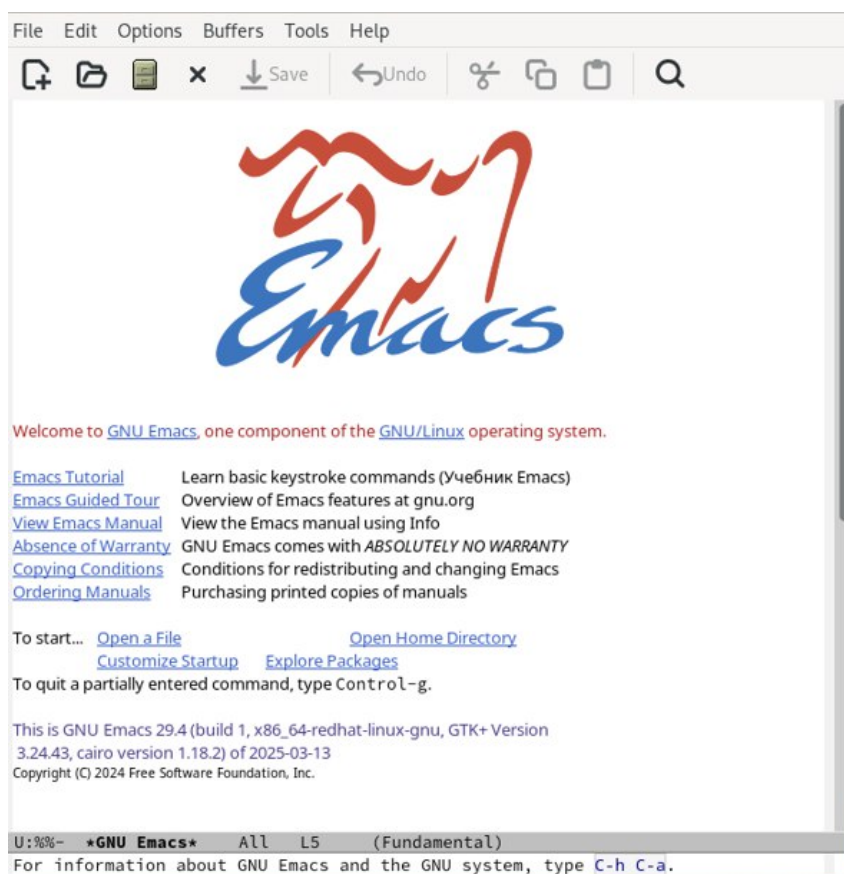 File Edit Options Buffers Tools Help
Save Undo
Emacs
Welcome to GNU Emacs, one component of the GNU/Linux operating system.
Emacs Tutorial Learn basic keystroke commands (Учебник Emacs)
Emacs Guided Tour Overview of Emacs features at gnu.org
View Emacs Manual View the Emacs manual using Info
Absence of Warranty GNU Emacs comes with ABSOLUTELY NO WARRANTY
Copying Conditions Conditions for redistributing and changing Emacs
Ordering Manuals Purchasing printed copies of manuals
To start... Open a File Open Home Directory
Customize Startup Explore Packages
To quit a partially entered command, type Control-g.
This is GNU Emacs 29.4 (build 1, x86_64-redhat-linux-gnu, GTK+ Version
3.24.43, cairo version 1.18.2) of 2025-03-13
Copyright (C) 2024 Free Software Foundation, Inc.
U:%%- *GNU Emacs* All L5 (Fundamental)
For information about GNU Emacs and the GNU system, type C-h C-a.